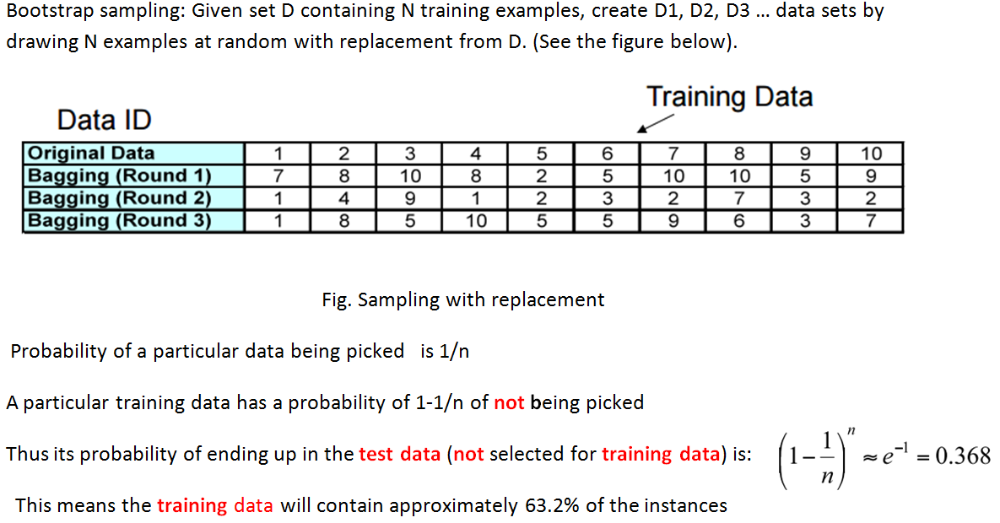 Bootstrap sampling: Given set D containing N training examples, create D1, D2, D3 ... data sets by
drawing N examples at random with replacement from D. (See the figure below).
Training Data
Data ID
Original Data 1 2 3 4 5 6 7 8 9 10
Bagging (Round 1) 7 8 10 8 2 5 10 10 5 9
Bagging (Round 2) 1 4 9 1 2 3 2 7 3 2
Bagging (Round 3) 1 8 5 10 5 5 9 6 3 7
Fig. Sampling with replacement
Probability of a particular data being picked is 1/n
A particular training data has a probability of 1-1/n of not being picked
Thus its probability of ending up in the test data (not selected for training data) is: (1 − 1/n)^n ≈ e^−1 = 0.368
This means the training data will contain approximately 63.2% of the instances